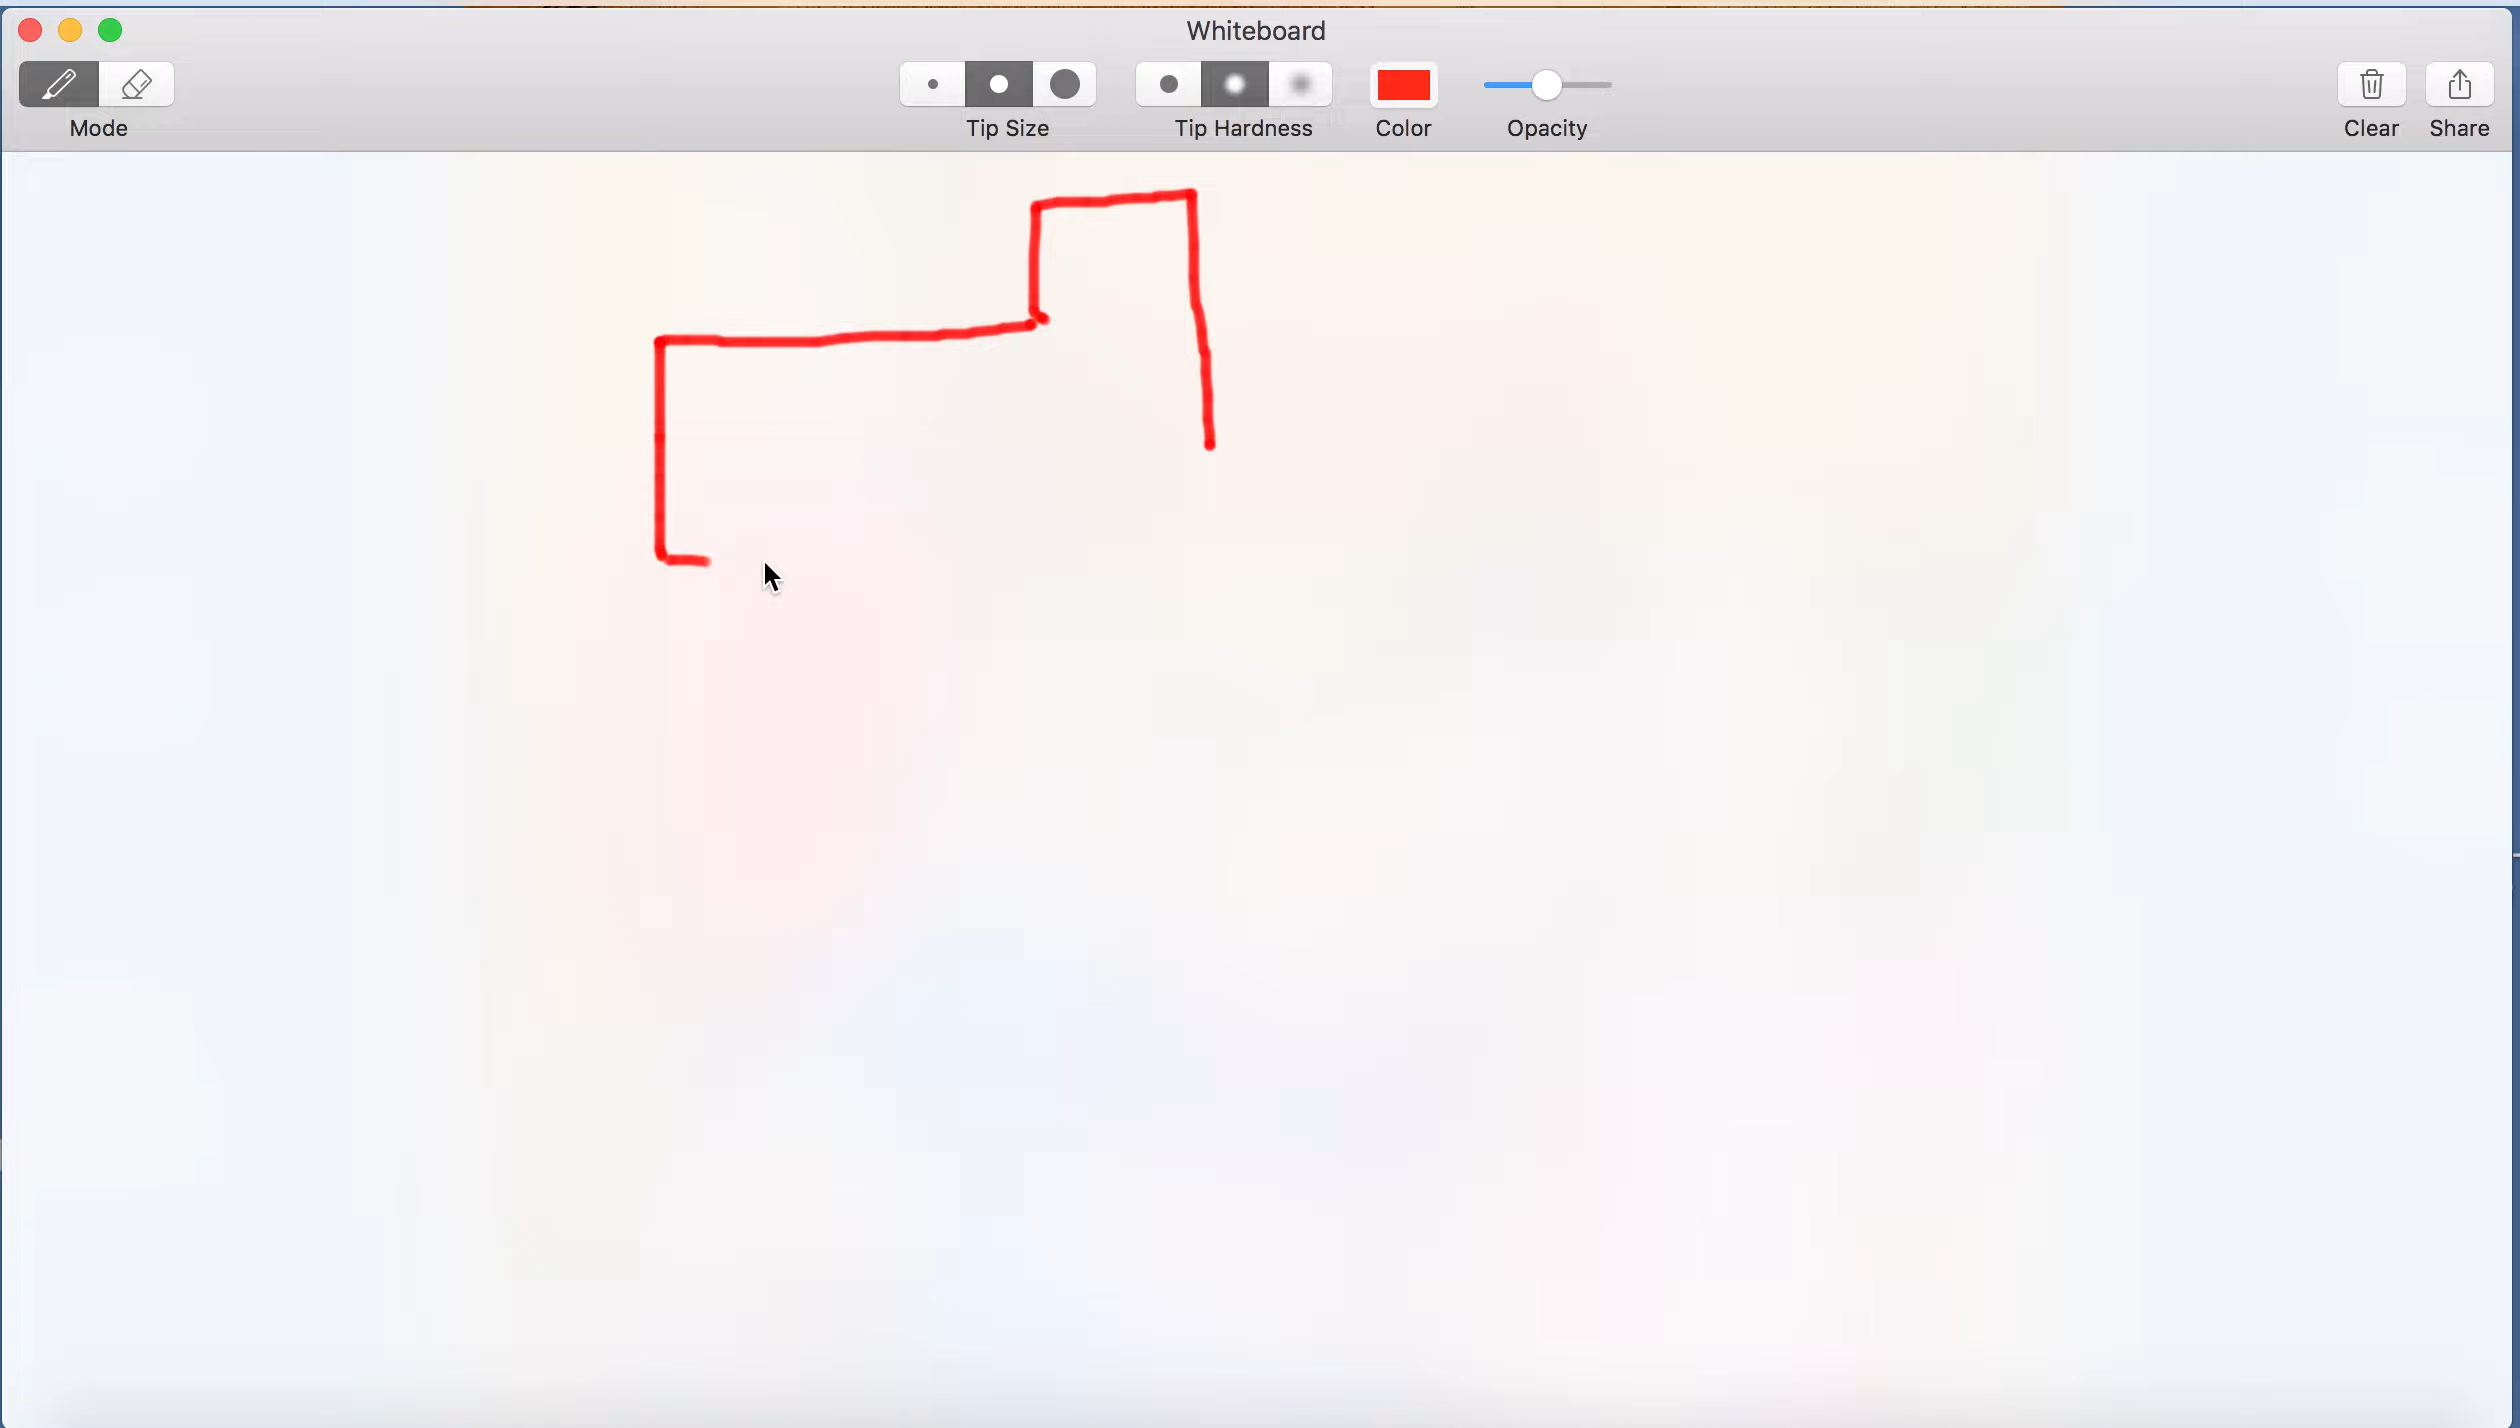 Whiteboard
Mode
Tip Size
Tip Hardness
Color
Opacity
Clear
Share